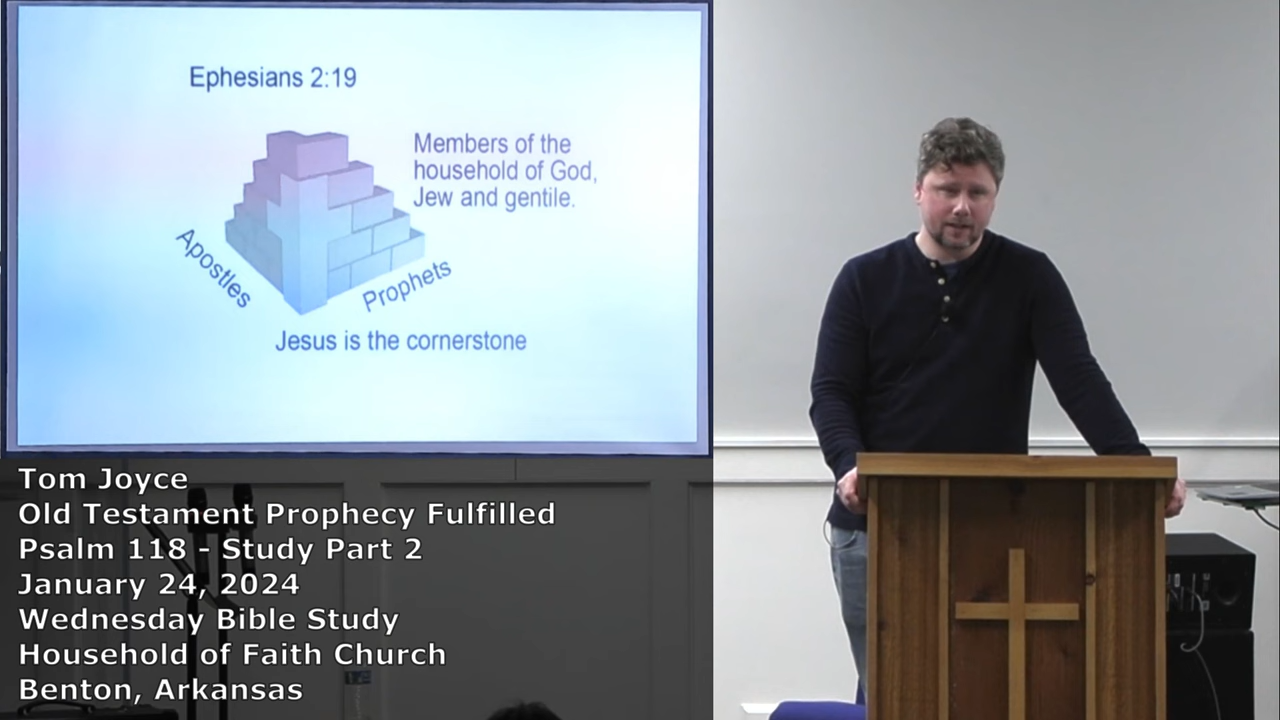 Ephesians 2:19
Members of the
household of God,
Jew and gentile.
Apostles
Prophets
Jesus is the cornerstone
Tom Joyce
Old Testament Prophecy Fulfilled
Psalm 118 - Study Part 2
January 24, 2024
Wednesday Bible Study
Household of Faith Church
Benton, Arkansas